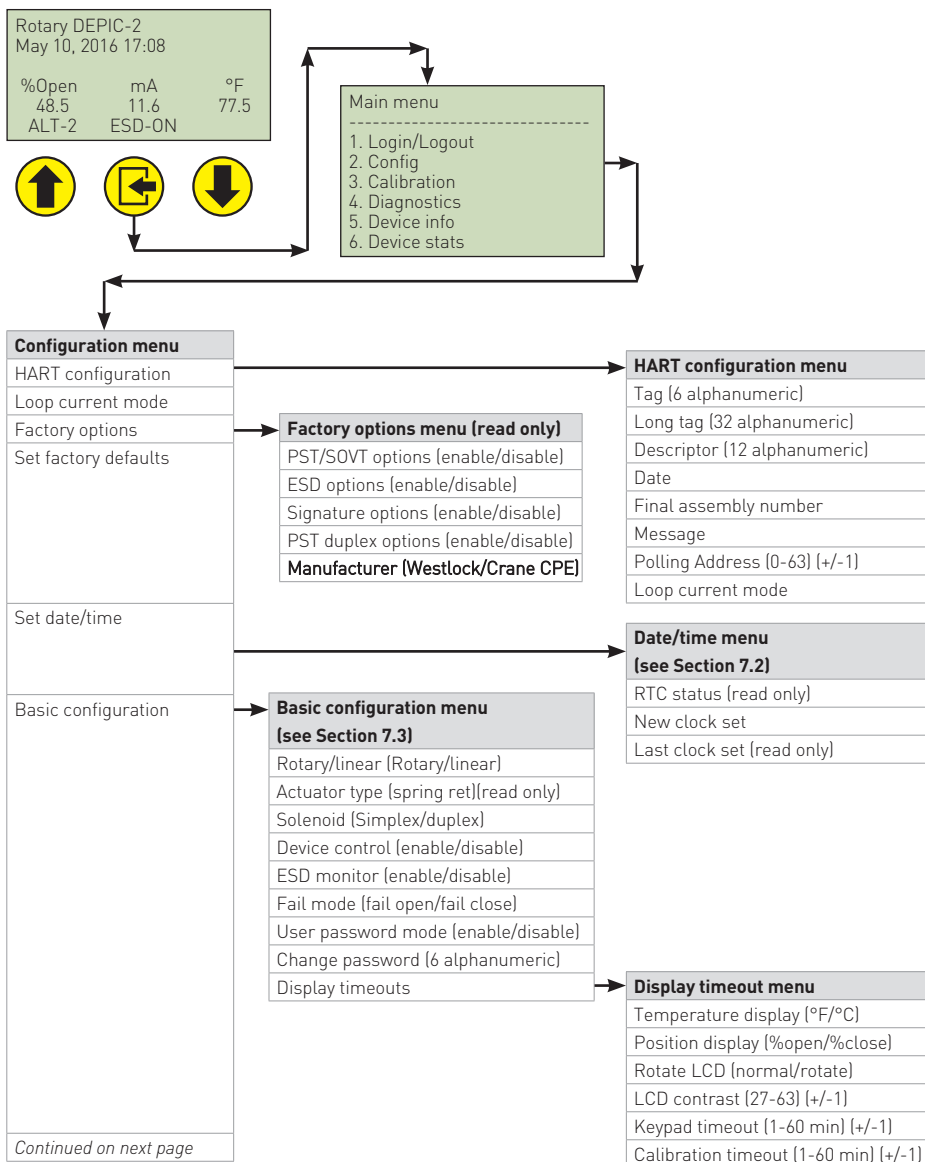 Rotary DEPIC-2
May 10, 2016 17:08
%Open mA °F
48.5 11.6 77.5
ALT-2 ESD-ON
Main menu
------------------------------
1. Login/Logout
2. Config
3. Calibration
4. Diagnostics
5. Device info
6. Device stats
Configuration menu
HART configuration
Loop current mode
Factory options
Set factory defaults
Set date/time
Basic configuration
Continued on next page
Factory options menu (read only)
PST/SOVT options (enable/disable)
ESD options (enable/disable)
Signature options (enable/disable)
PST duplex options (enable/disable)
Manufacturer (Westlock/Crane CPE)
HART configuration menu
Tag (6 alphanumeric)
Long tag (32 alphanumeric)
Descriptor (12 alphanumeric)
Date
Final assembly number
Message
Polling Address (0-63) (+/-1)
Loop current mode
Date/time menu
(see Section 7.2)
RTC status (read only)
New clock set
Last clock set (read only)
Basic configuration menu
(see Section 7.3)
Rotary/linear (Rotary/linear)
Actuator type (spring ret)(read only)
Solenoid (Simplex/duplex)
Device control (enable/disable)
ESD monitor (enable/disable)
Fail mode (fail open/fail close)
User password mode (enable/disable)
Change password (6 alphanumeric)
Display timeouts
Display timeout menu
Temperature display (°F/°C)
Position display (%open/%close)
Rotate LCD (normal/rotate)
LCD contrast (27-63) (+/-1)
Keypad timeout (1-60 min) (+/-1)
Calibration timeout (1-60 min) (+/-1)